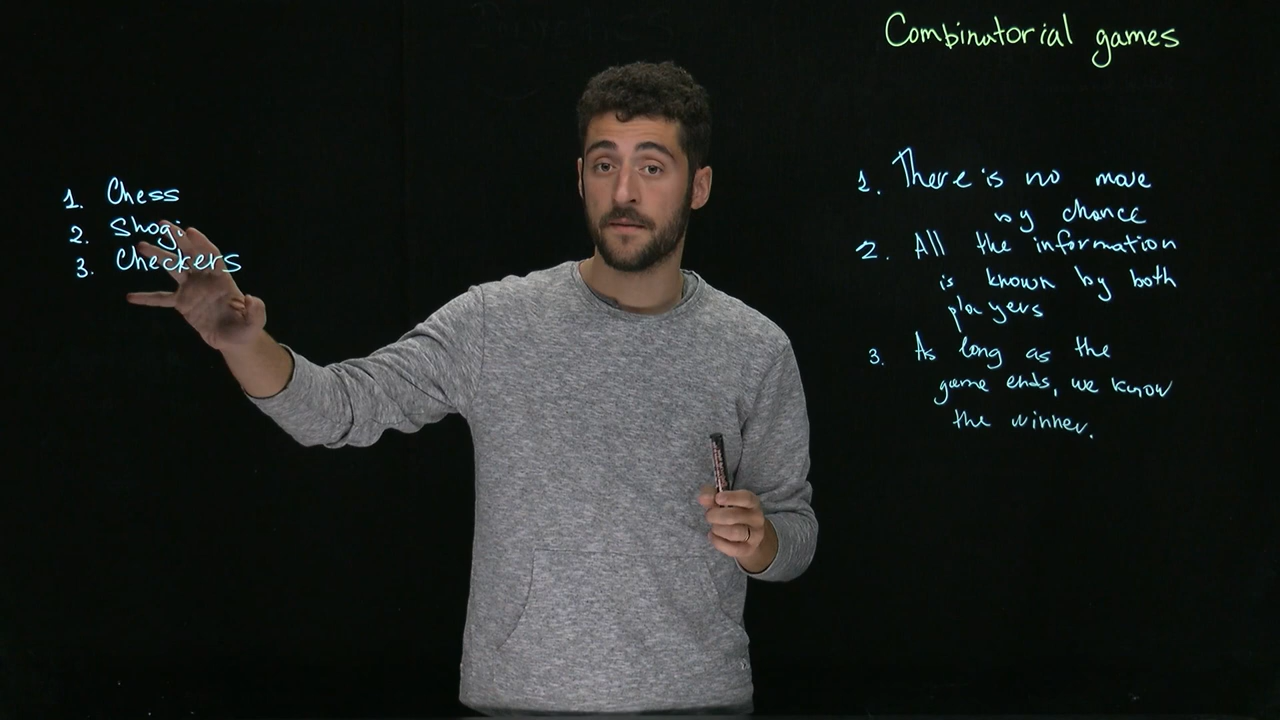 Combinatorial games
1. Chess
2. Shogi
3. Checkers
1. There is no move
by chance
2. All the information
is known by both
players
3. As long as the
game ends, we know
the winner.